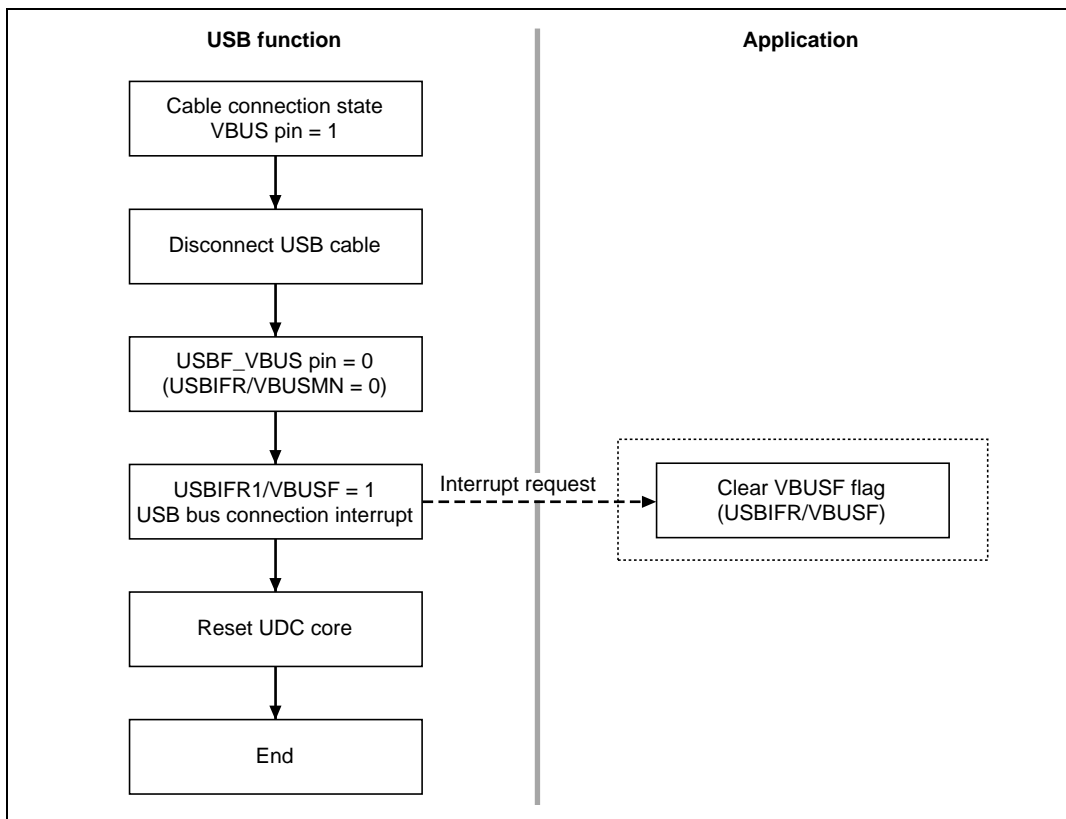 USB function
Application
Cable connection state
VBUS pin = 1
Disconnect USB cable
USBF_VBUS pin = 0
(USBIFR/VBUSMN = 0)
USBIFR1/VBUSF = 1
USB bus connection interrupt
Interrupt request
Clear VBUSF flag
(USBIFR/VBUSF)
Reset UDC core
End